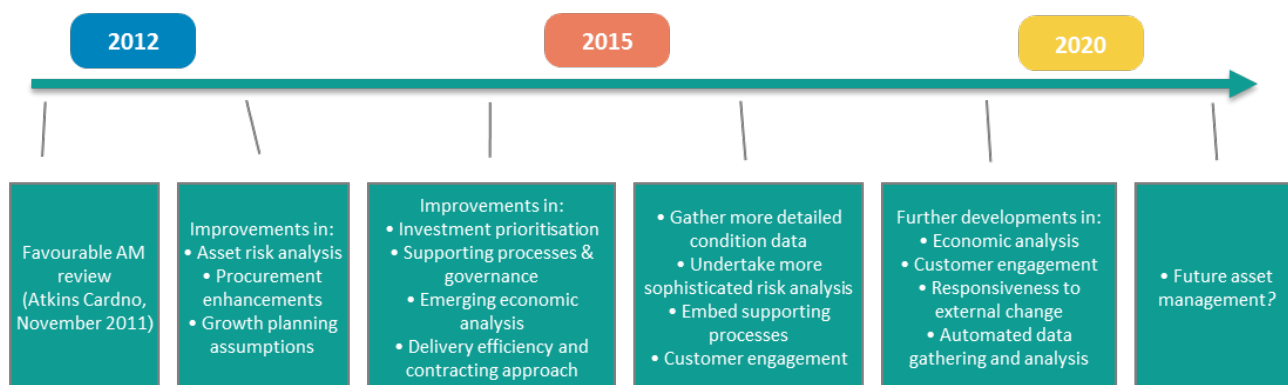 2012
2015
2020
Favourable AM
review
(Atkins Cardno,
November 2011)
Improvements in:
• Asset risk analysis
• Procurement
enhancements
• Growth planning
assumptions
Improvements in:
• Investment prioritisation
• Supporting processes &
governance
• Emerging economic
analysis
• Delivery efficiency and
contracting approach
• Gather more detailed
condition data
• Undertake more
sophisticated risk analysis
• Embed supporting
processes
• Customer engagement
Further developments in:
• Economic analysis
• Customer engagement
• Responsiveness to
external change
• Automated data
gathering and analysis
• Future asset
management?